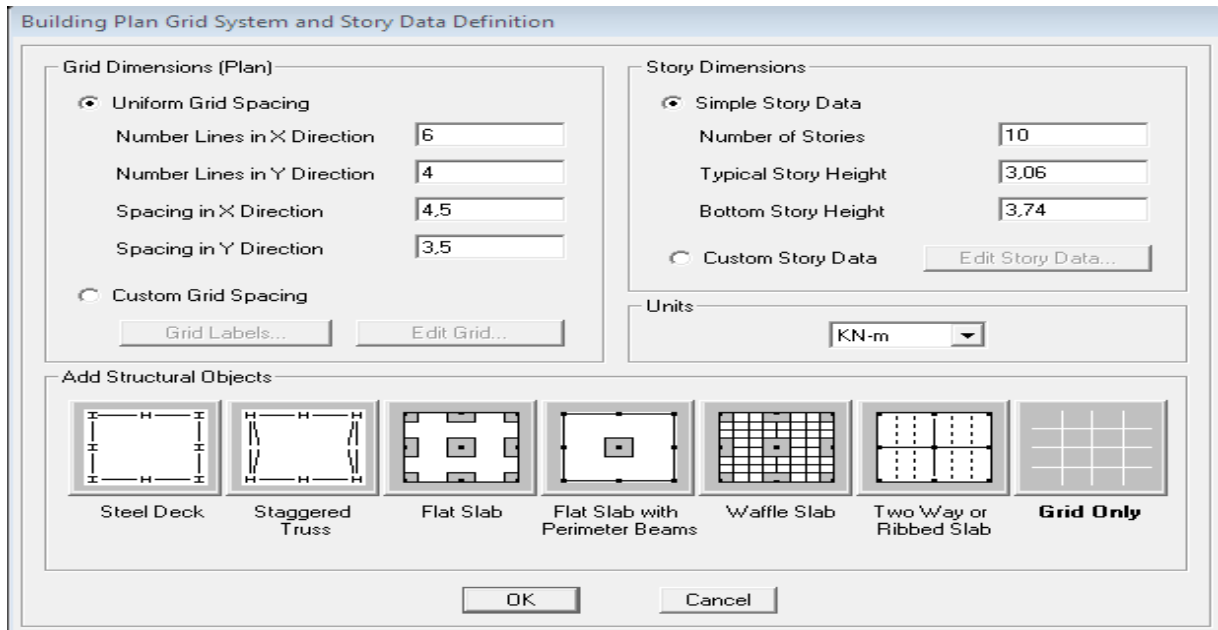 Building Plan Grid System and Story Data Definition
Grid Dimensions (Plan)
Uniform Grid Spacing
Number Lines in X Direction 6
Number Lines in Y Direction 4
Spacing in X Direction 4,5
Spacing in Y Direction 3,5
Custom Grid Spacing
Grid Labels... Edit Grid...
Story Dimensions
Simple Story Data
Number of Stories 10
Typical Story Height 3,06
Bottom Story Height 3,74
Custom Story Data Edit Story Data...
Units
KN-m
Add Structural Objects
Steel Deck
Staggered
Truss
Flat Slab
Flat Slab with
Perimeter Beams
Waffle Slab
Two Way or
Ribbed Slab
Grid Only
OK Cancel